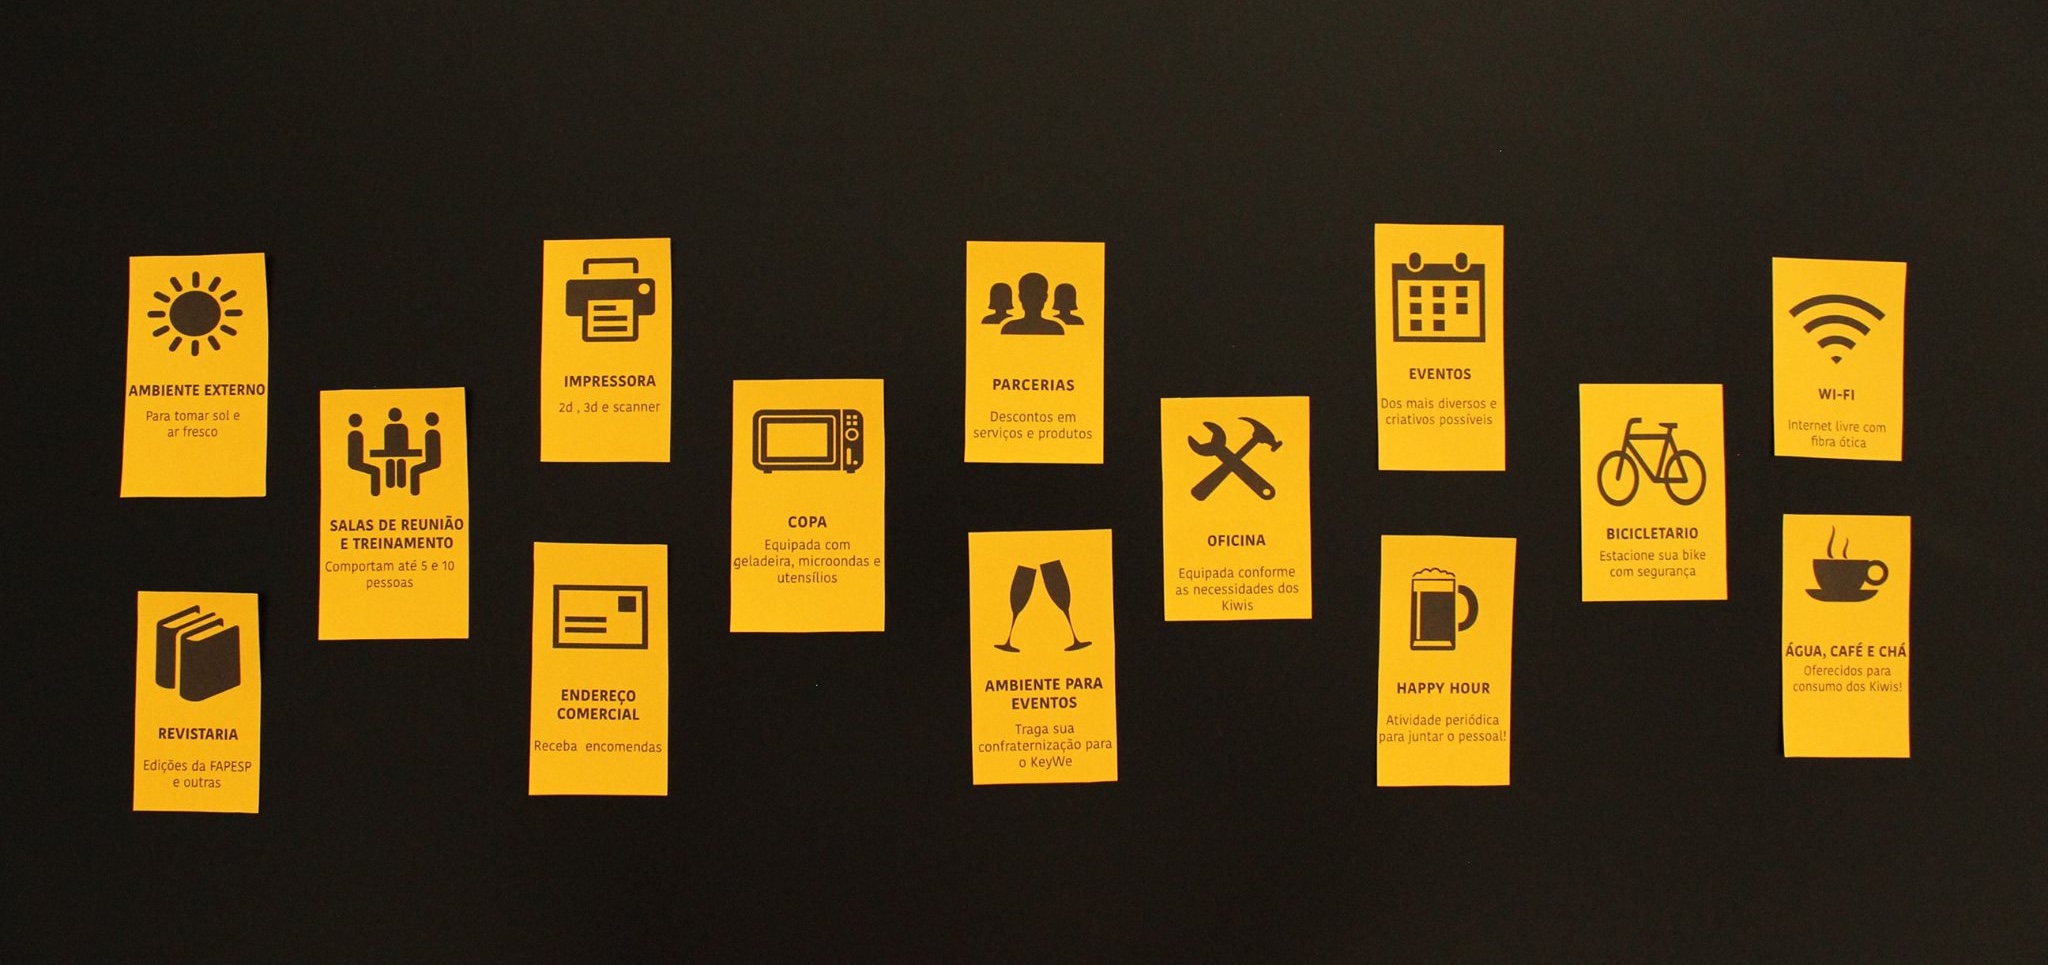 AMBIENTE EXTERNO
Para tomar sol e
ar fresco
REVISTARIA
Edições da FAPESP
e outras
SALAS DE REUNIÃO
E TREINAMENTO
Comportam até 5 e 10
pessoas
IMPRESSORA
2d , 3d e scanner
ENDEREÇO
COMERCIAL
Receba encomendas
COPA
Equipada com
geladeira, microondas e
utensílios
PARCERIAS
Descontos em
serviços e produtos
AMBIENTE PARA
EVENTOS
Traga sua
confraternização para
o KeyWe
OFICINA
Equipada conforme
as necessidades dos
Kiwis
EVENTOS
Dos mais diversos e
criativos possíveis
HAPPY HOUR
Atividade periódica
para juntar o pessoal!
BICICLETARIO
Estacione sua bike
com segurança
WI-FI
Internet livre com
fibra ótica
ÁGUA, CAFÉ E CHÁ
Oferecidos para
consumo dos Kiwis!